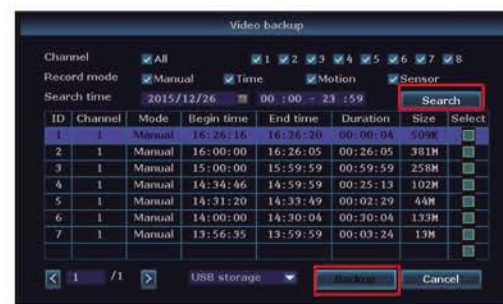 Video backup
Channel All 1 2 3 4 5 6 7 8
Record mode Manual Time Motion Sensor
Search time 2015/12/26 00 :00 - 23 :59 Search
ID Channel Mode Begin time End time Duration Size Select
1 1 Manual 16:26:16 16:26:20 00:00:04 509K
2 1 Manual 16:00:00 16:26:05 00:26:05 381M
3 1 Manual 15:00:00 15:59:59 00:59:59 258M
4 1 Manual 14:34:46 14:59:59 00:25:13 102M
5 1 Manual 14:31:20 14:33:49 00:02:29 44M
6 1 Manual 14:00:00 14:30:04 00:30:04 133M
7 1 Manual 13:56:35 13:59:59 00:03:24 13M
1 /1 USB storage Backup Cancel